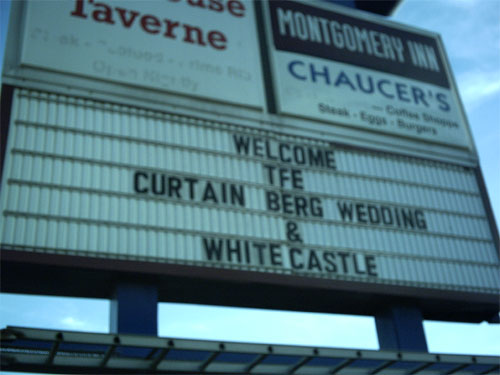 Taverne
MONTGOMERY INN
CHAUCER'S
Coffee Shoppe
Steak - Eggs - Burgers
WELCOME
TFE
CURTAIN BERG WEDDING
&
WHITE CASTLE